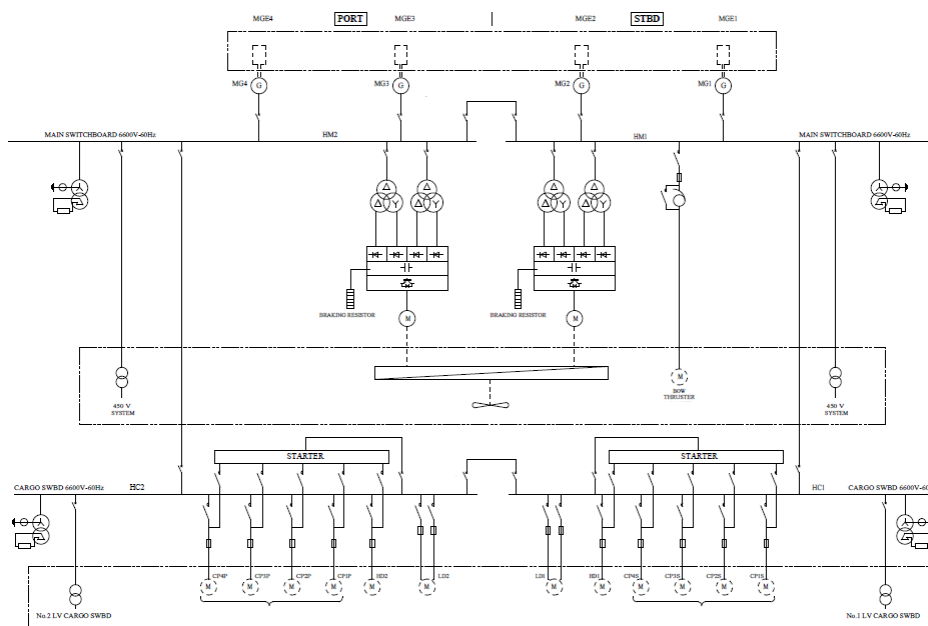 MGE4 PORT MGE3 MGE2 STBD MGE1
G G G G
MG4 MG3 MG2 MG1
MAIN SWITCHBOARD 6600V-60Hz HM2 HM1 MAIN SWITCHBOARD 6600V-60Hz
Δ Δ Δ Δ
Δ Y Δ Y Δ Y Δ Y
BRAKING RESISTOR M BRAKING RESISTOR M
M
450 V
SYSTEM
BOW
THRUSTER
450 V
SYSTEM
STARTER STARTER
CARGO SWBD 6600V-60Hz HC2 HC1 CARGO SWBD 6600V-60
CP4P CP3P CP2P CP1P HD2 LD2 LD1 HD1 CP4S CP3S CP2S CP1S
M M M M M M M M M M M M
No.2 LV CARGO SWBD No.1 LV CARGO SWBD